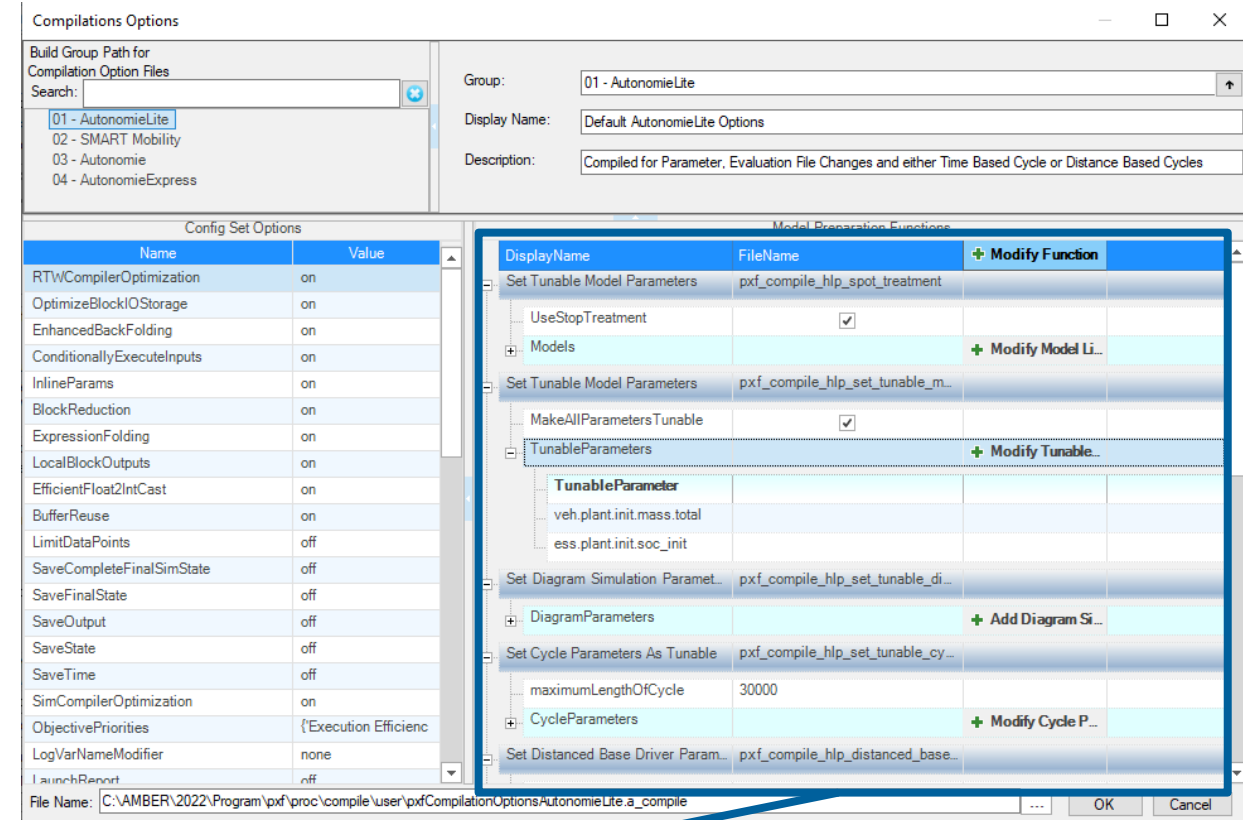 Compilations Options
Build Group Path for
Compilation Option Files
Search:
01 - AutonomieLite
02 - SMART Mobility
03 - Autonomie
04 - AutonomieExpress
Group: 01 - AutonomieLite
Display Name: Default AutonomieLite Options
Description: Compiled for Parameter, Evaluation File Changes and either Time Based Cycle or Distance Based Cycles
Config Set Options
Name Value
RTWCompilerOptimization on
OptimizeBlockIOStorage on
EnhancedBackFolding on
ConditionallyExecuteInputs on
InlineParams on
BlockReduction on
ExpressionFolding on
LocalBlockOutputs on
EfficientFloat2IntCast on
BufferReuse on
LimitDataPoints off
SaveCompleteFinalSimState off
SaveFinalState off
SaveOutput off
SaveState off
SaveTime off
SimCompilerOptimization on
ObjectivePriorities {'Execution Efficienc
LogVarNameModifier none
LaunchReport off
Model Preparation Functions
DisplayName FileName + Modify Function
Set Tunable Model Parameters pxf_compile_hlp_spot_treatment
UseStopTreatment
Models + Modify Model Li...
Set Tunable Model Parameters pxf_compile_hlp_set_tunable_m...
MakeAllParametersTunable
TunableParameters + Modify Tunable...
TunableParameter
veh.plant.init.mass.total
ess.plant.init.soc_init
Set Diagram Simulation Paramet... pxf_compile_hlp_set_tunable_di...
DiagramParameters + Add Diagram Si...
Set Cycle Parameters As Tunable pxf_compile_hlp_set_tunable_cy...
maximumLengthOfCycle 30000
CycleParameters + Modify Cycle P...
Set Distanced Base Driver Param... pxf_compile_hlp_distanced_base...
File Name: C:\AMBER\2022\Program\pxf\proc\compile\user\pxfCompilationOptionsAutonomieLite.a_compile ... OK Cancel